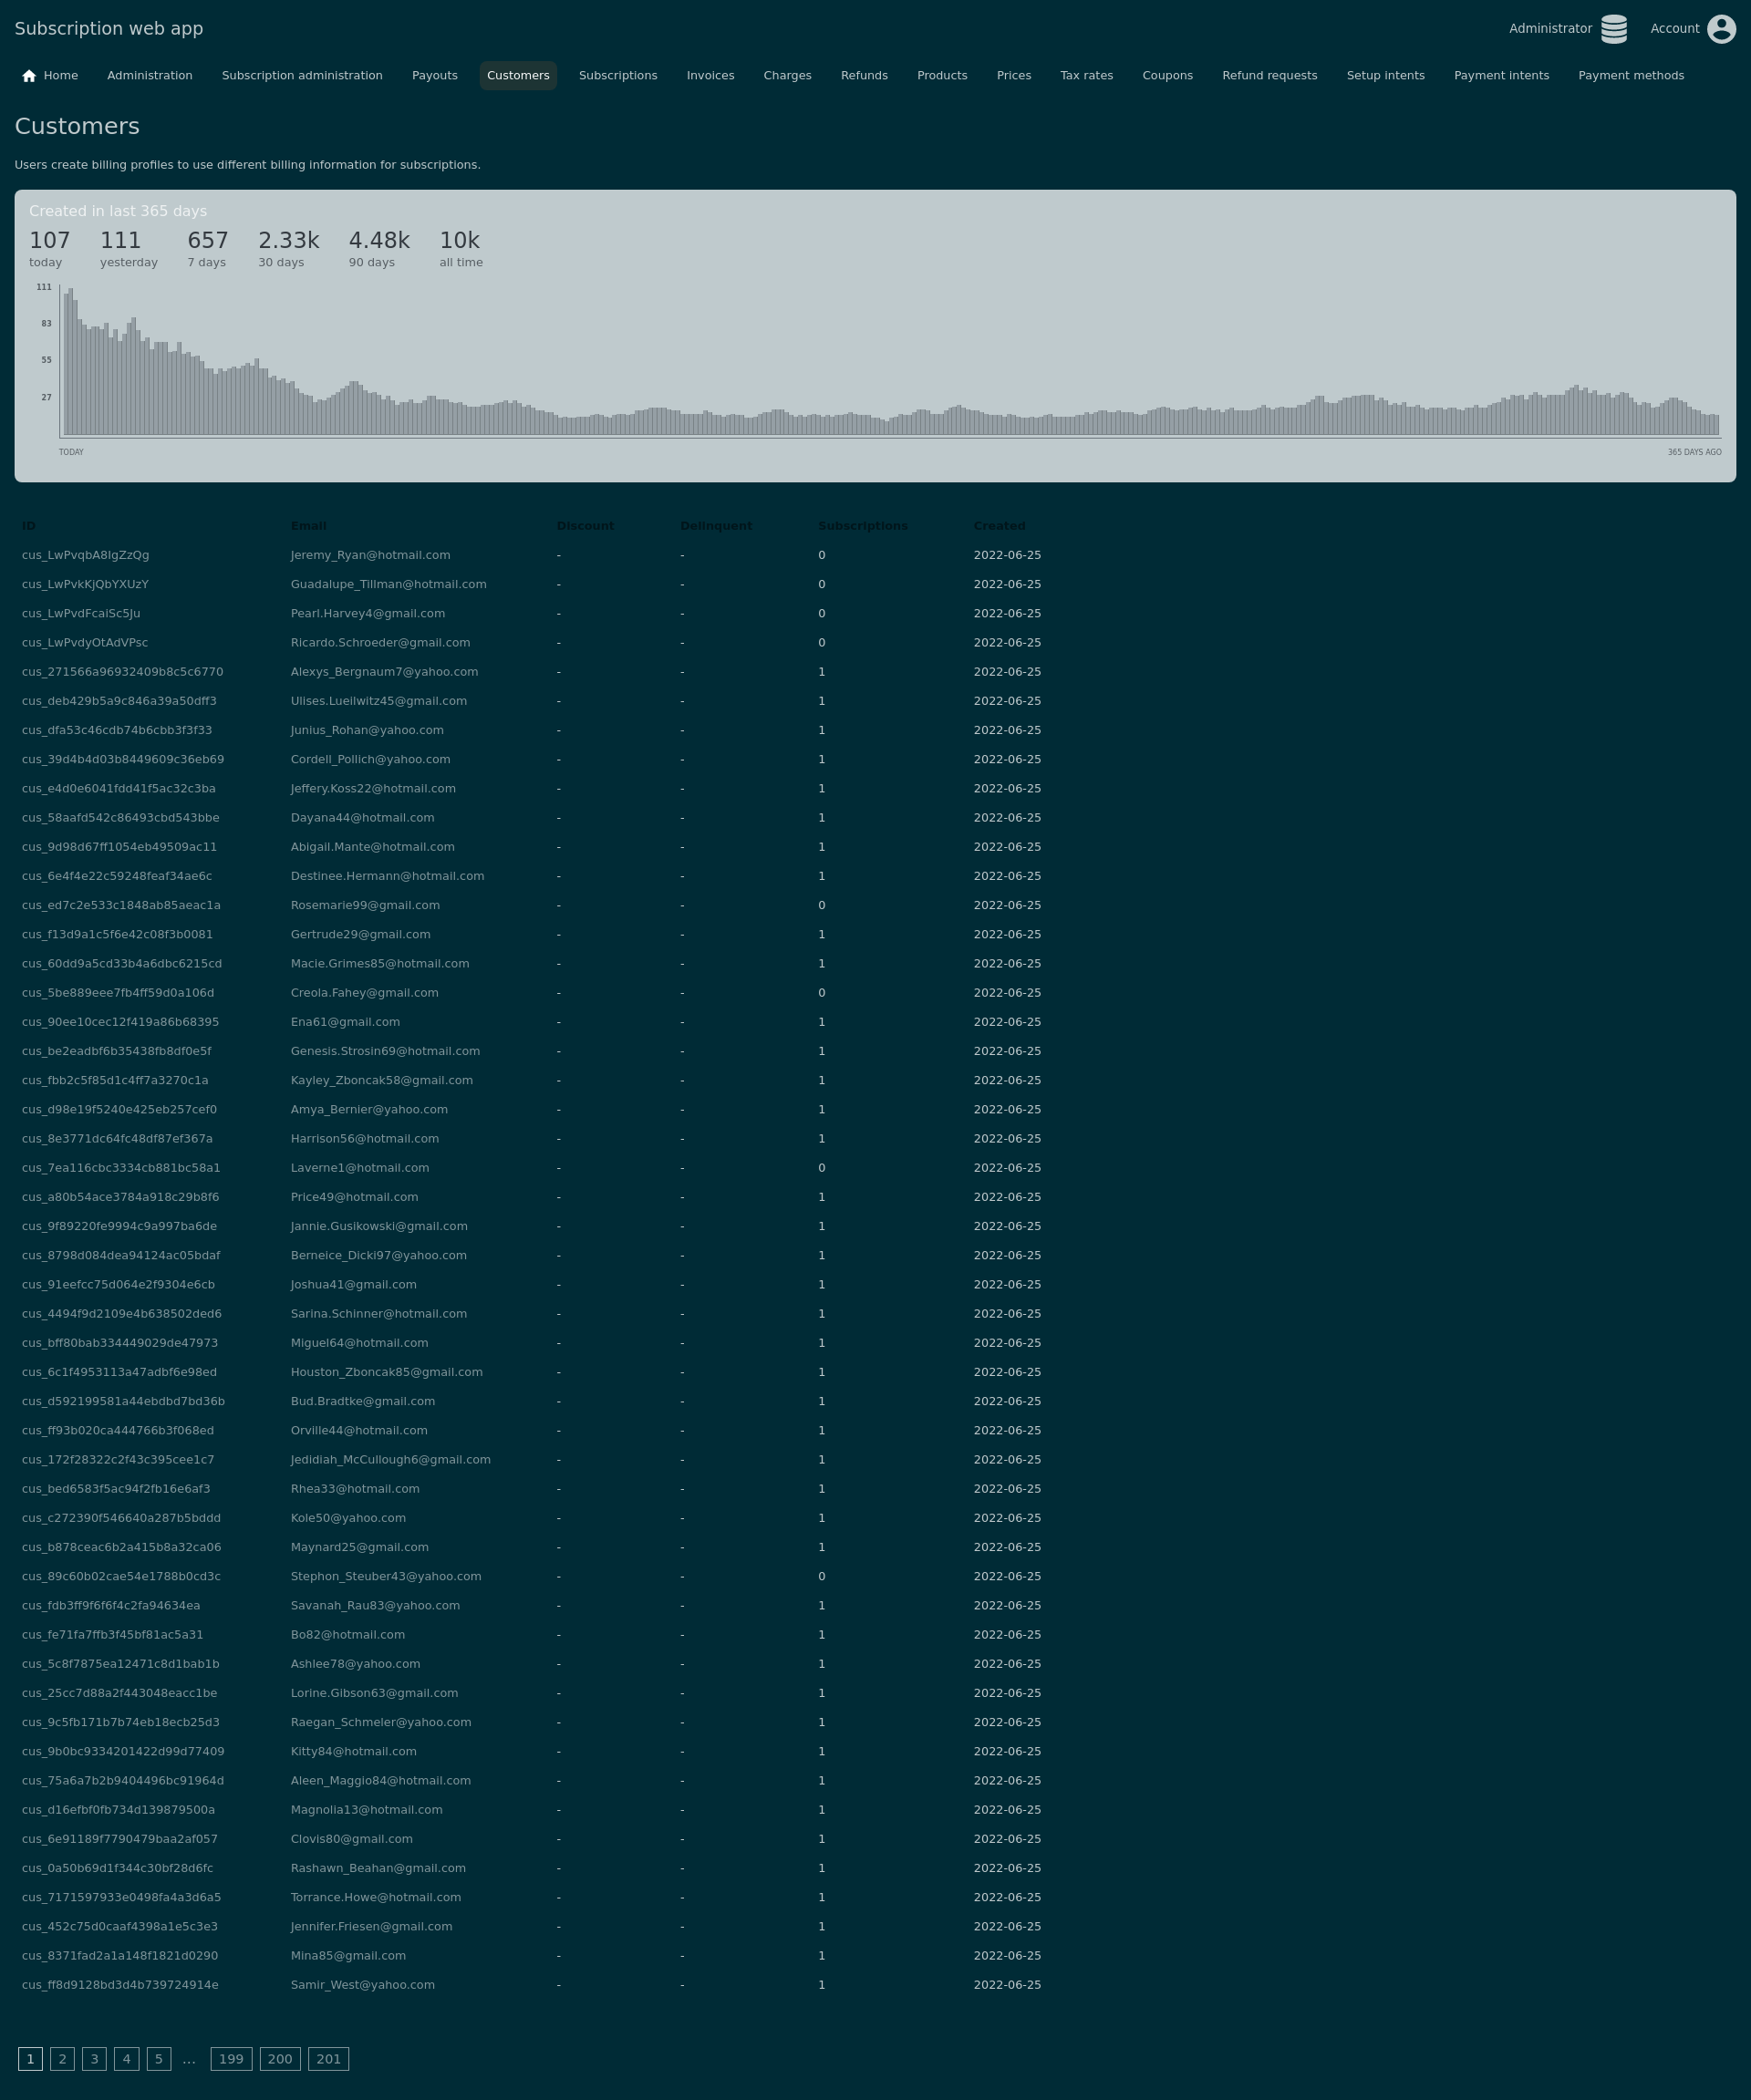 Subscription web app Administrator Account
Home Administration Subscription administration Payouts Customers Subscriptions Invoices Charges Refunds Products Prices Tax rates Coupons Refund requests Setup intents Payment intents Payment methods
Customers
Users create billing profiles to use different billing information for subscriptions.
Created in last 365 days
107 111 657 2.33k 4.48k 10k
today yesterday 7 days 30 days 90 days all time
111
83
55
27
TODAY 365 DAYS AGO
ID Email Discount Delinquent Subscriptions Created
cus_LwPvqbA8IgZzQg Jeremy_Ryan@hotmail.com - - 0 2022-06-25
cus_LwPvkKjQbYXUzY Guadalupe_Tillman@hotmail.com - - 0 2022-06-25
cus_LwPvdFcaiSc5Ju Pearl.Harvey4@gmail.com - - 0 2022-06-25
cus_LwPvdyOtAdVPsc Ricardo.Schroeder@gmail.com - - 0 2022-06-25
cus_271566a96932409b8c5c6770 Alexys_Bergnaum7@yahoo.com - - 1 2022-06-25
cus_deb429b5a9c846a39a50dff3 Ulises.Lueilwitz45@gmail.com - - 1 2022-06-25
cus_dfa53c46cdb74b6cbb3f3f33 Junius_Rohan@yahoo.com - - 1 2022-06-25
cus_39d4b4d03b8449609c36eb69 Cordell_Pollich@yahoo.com - - 1 2022-06-25
cus_e4d0e6041fdd41f5ac32c3ba Jeffery.Koss22@hotmail.com - - 1 2022-06-25
cus_58aafd542c86493cbd543bbe Dayana44@hotmail.com - - 1 2022-06-25
cus_9d98d67ff1054eb49509ac11 Abigail.Mante@hotmail.com - - 1 2022-06-25
cus_6e4f4e22c59248feaf34ae6c Destinee.Hermann@hotmail.com - - 1 2022-06-25
cus_ed7c2e533c1848ab85aeac1a Rosemarie99@gmail.com - - 0 2022-06-25
cus_f13d9a1c5f6e42c08f3b0081 Gertrude29@gmail.com - - 1 2022-06-25
cus_60dd9a5cd33b4a6dbc6215cd Macie.Grimes85@hotmail.com - - 1 2022-06-25
cus_5be889eee7fb4ff59d0a106d Creola.Fahey@gmail.com - - 0 2022-06-25
cus_90ee10cec12f419a86b68395 Ena61@gmail.com - - 1 2022-06-25
cus_be2eadbf6b35438fb8df0e5f Genesis.Strosin69@hotmail.com - - 1 2022-06-25
cus_fbb2c5f85d1c4ff7a3270c1a Kayley_Zboncak58@gmail.com - - 1 2022-06-25
cus_d98e19f5240e425eb257cef0 Amya_Bernier@yahoo.com - - 1 2022-06-25
cus_8e3771dc64fc48df87ef367a Harrison56@hotmail.com - - 1 2022-06-25
cus_7ea116cbc3334cb881bc58a1 Laverne1@hotmail.com - - 0 2022-06-25
cus_a80b54ace3784a918c29b8f6 Price49@hotmail.com - - 1 2022-06-25
cus_9f89220fe9994c9a997ba6de Jannie.Gusikowski@gmail.com - - 1 2022-06-25
cus_8798d084dea94124ac05bdaf Berneice_Dicki97@yahoo.com - - 1 2022-06-25
cus_91eefcc75d064e2f9304e6cb Joshua41@gmail.com - - 1 2022-06-25
cus_4494f9d2109e4b638502ded6 Sarina.Schinner@hotmail.com - - 1 2022-06-25
cus_bff80bab334449029de47973 Miguel64@hotmail.com - - 1 2022-06-25
cus_6c1f4953113a47adbf6e98ed Houston_Zboncak85@gmail.com - - 1 2022-06-25
cus_d592199581a44ebdbd7bd36b Bud.Bradtke@gmail.com - - 1 2022-06-25
cus_ff93b020ca444766b3f068ed Orville44@hotmail.com - - 1 2022-06-25
cus_172f28322c2f43c395cee1c7 Jedidiah_McCullough6@gmail.com - - 1 2022-06-25
cus_bed6583f5ac94f2fb16e6af3 Rhea33@hotmail.com - - 1 2022-06-25
cus_c272390f546640a287b5bddd Kole50@yahoo.com - - 1 2022-06-25
cus_b878ceac6b2a415b8a32ca06 Maynard25@gmail.com - - 1 2022-06-25
cus_89c60b02cae54e1788b0cd3c Stephon_Steuber43@yahoo.com - - 0 2022-06-25
cus_fdb3ff9f6f6f4c2fa94634ea Savanah_Rau83@yahoo.com - - 1 2022-06-25
cus_fe71fa7ffb3f45bf81ac5a31 Bo82@hotmail.com - - 1 2022-06-25
cus_5c8f7875ea12471c8d1bab1b Ashlee78@yahoo.com - - 1 2022-06-25
cus_25cc7d88a2f443048eacc1be Lorine.Gibson63@gmail.com - - 1 2022-06-25
cus_9c5fb171b7b74eb18ecb25d3 Raegan_Schmeler@yahoo.com - - 1 2022-06-25
cus_9b0bc9334201422d99d77409 Kitty84@hotmail.com - - 1 2022-06-25
cus_75a6a7b2b9404496bc91964d Aleen_Maggio84@hotmail.com - - 1 2022-06-25
cus_d16efbf0fb734d139879500a Magnolia13@hotmail.com - - 1 2022-06-25
cus_6e91189f7790479baa2af057 Clovis80@gmail.com - - 1 2022-06-25
cus_0a50b69d1f344c30bf28d6fc Rashawn_Beahan@gmail.com - - 1 2022-06-25
cus_7171597933e0498fa4a3d6a5 Torrance.Howe@hotmail.com - - 1 2022-06-25
cus_452c75d0caaf4398a1e5c3e3 Jennifer.Friesen@gmail.com - - 1 2022-06-25
cus_8371fad2a1a148f1821d0290 Mina85@gmail.com - - 1 2022-06-25
cus_ff8d9128bd3d4b739724914e Samir_West@yahoo.com - - 1 2022-06-25
1 2 3 4 5 … 199 200 201